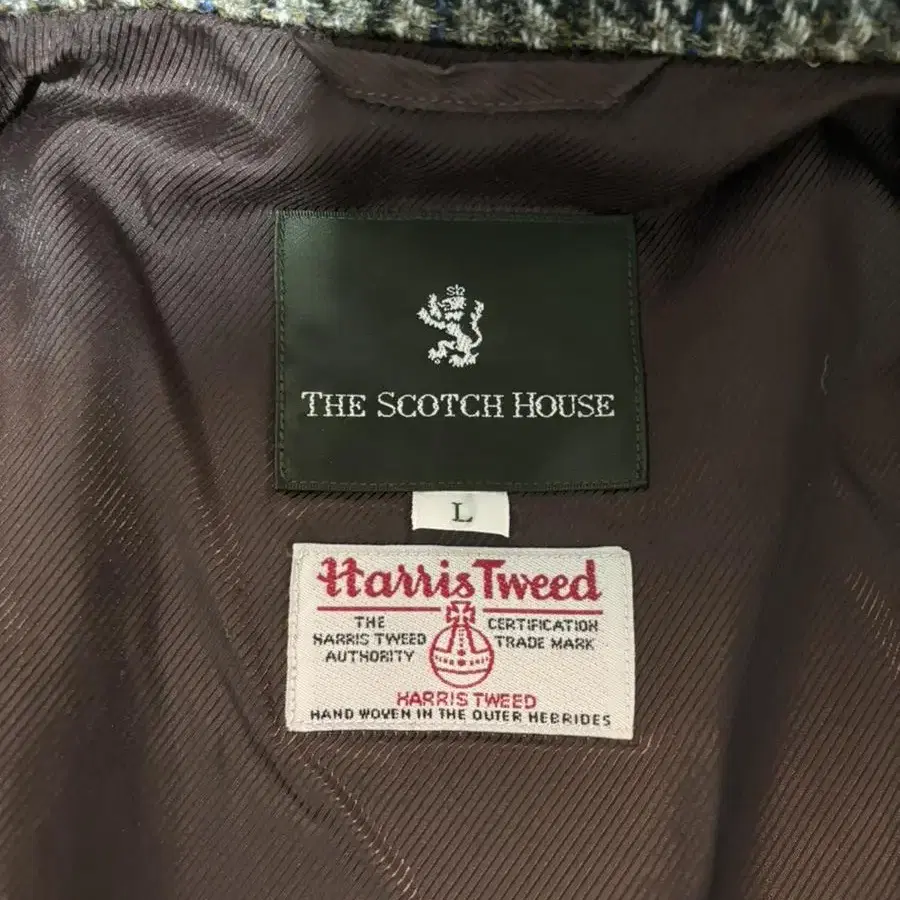 THE SCOTCH HOUSE
L
Harris Tweed
THE HARRIS TWEED AUTHORITY
CERTIFICATION TRADE MARK
HARRIS TWEED
HAND WOVEN IN THE OUTER HEBRIDES